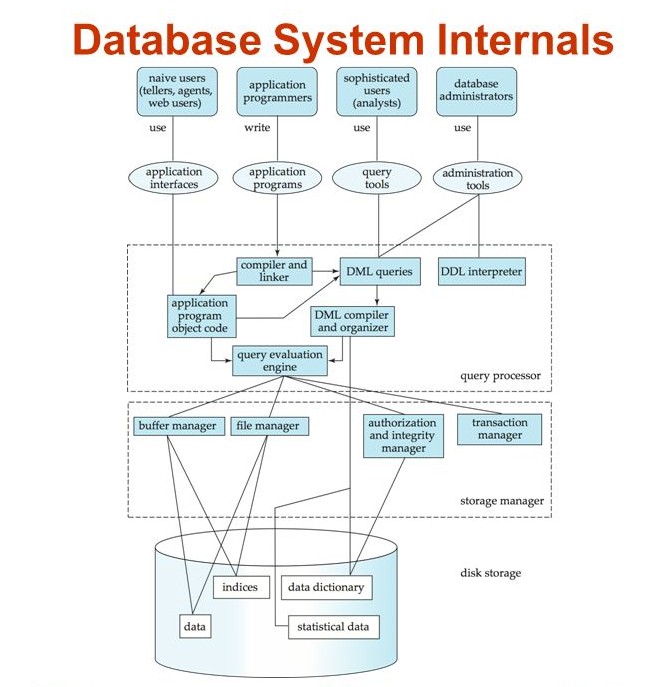 Database System Internals
naive users
(tellers, agents,
web users)
application
programmers
sophisticated
users
(analysts)
database
administrators
use
write
use
use
application
interfaces
application
programs
query
tools
administration
tools
compiler and
linker
DML queries
DDL interpreter
application
program
object code
DML compiler
and organizer
query evaluation
engine
query processor
buffer manager
file manager
authorization
and integrity
manager
transaction
manager
storage manager
disk storage
indices
data dictionary
data
statistical data